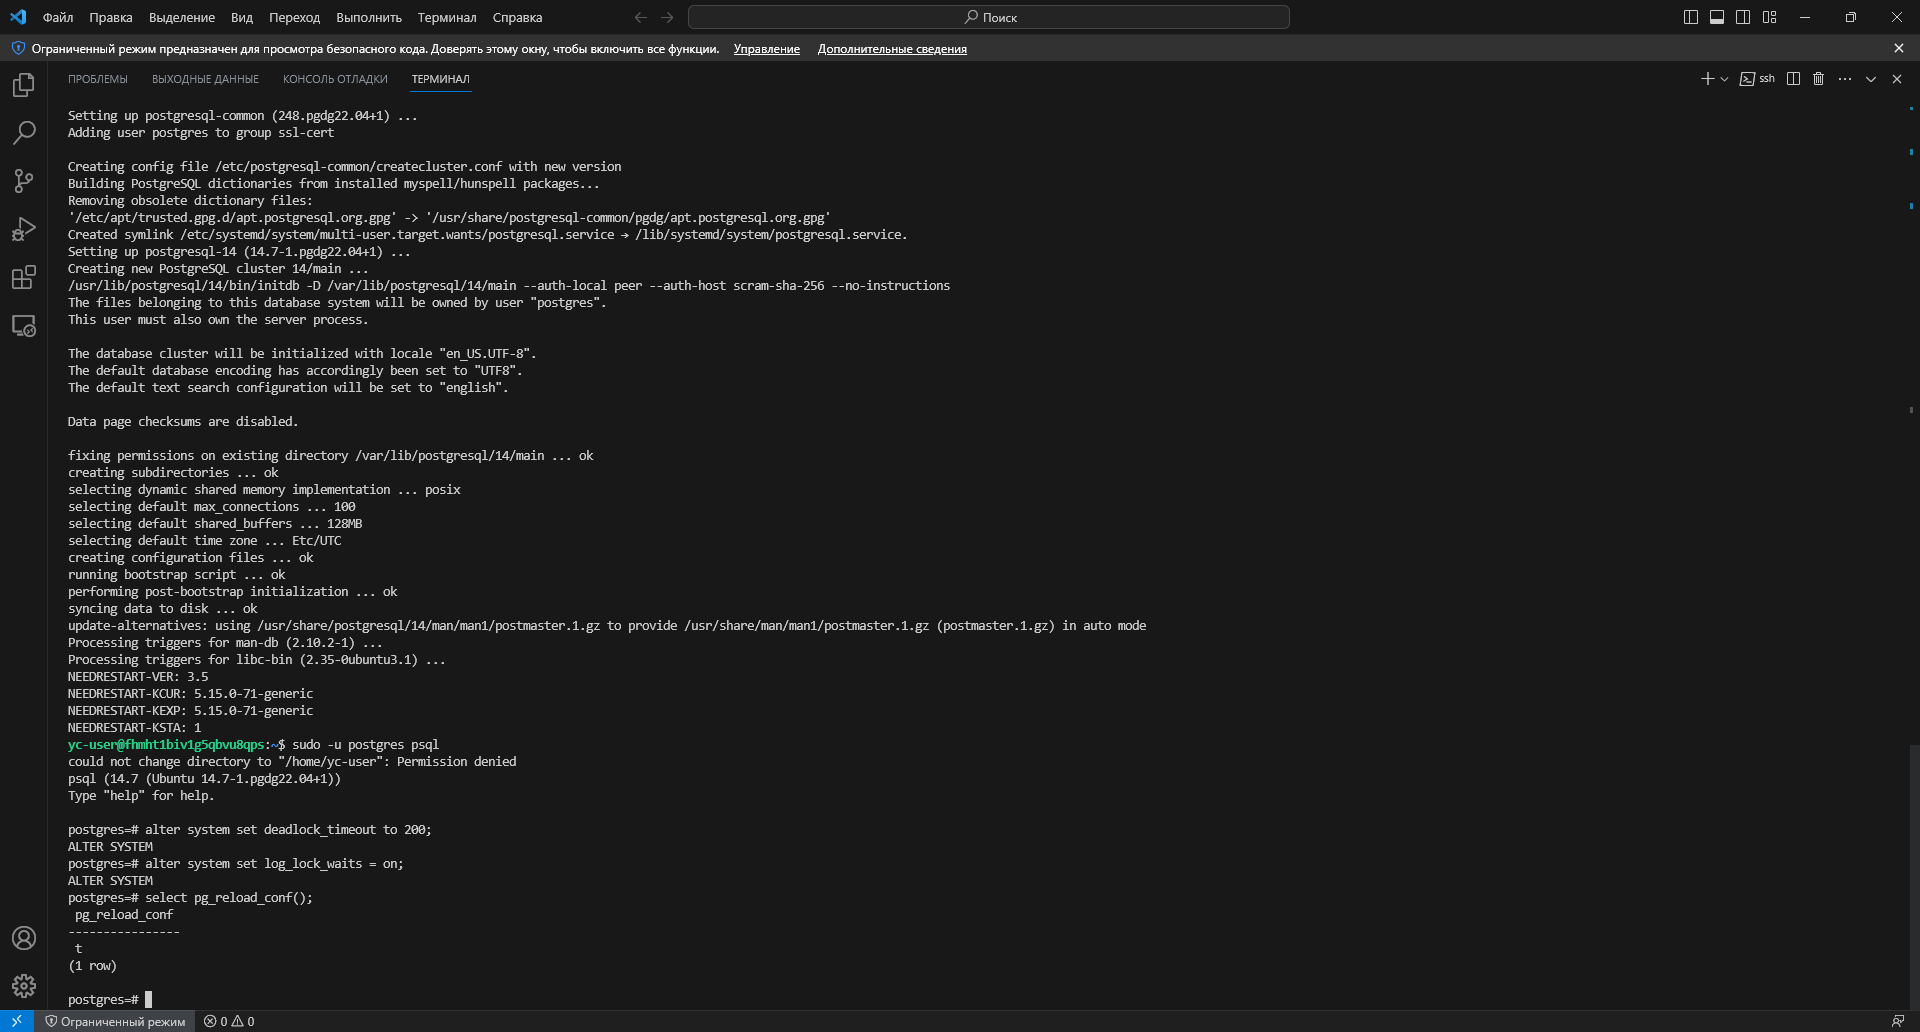 Файл Правка Выделение Вид Переход Выполнить Терминал Справка Поиск
Ограниченный режим предназначен для просмотра безопасного кода. Доверять этому окну, чтобы включить все функции. Управление Дополнительные сведения
ПРОБЛЕМЫ ВЫХОДНЫЕ ДАННЫЕ КОНСОЛЬ ОТЛАДКИ ТЕРМИНАЛ ssh
Setting up postgresql-common (248.pgdg22.04+1) ...
Adding user postgres to group ssl-cert
Creating config file /etc/postgresql-common/createcluster.conf with new version
Building PostgreSQL dictionaries from installed myspell/hunspell packages...
Removing obsolete dictionary files:
'/etc/apt/trusted.gpg.d/apt.postgresql.org.gpg' -> '/usr/share/postgresql-common/pgdg/apt.postgresql.org.gpg'
Created symlink /etc/systemd/system/multi-user.target.wants/postgresql.service → /lib/systemd/system/postgresql.service.
Setting up postgresql-14 (14.7-1.pgdg22.04+1) ...
Creating new PostgreSQL cluster 14/main ...
/usr/lib/postgresql/14/bin/initdb -D /var/lib/postgresql/14/main --auth-local peer --auth-host scram-sha-256 --no-instructions
The files belonging to this database system will be owned by user "postgres".
This user must also own the server process.
The database cluster will be initialized with locale "en_US.UTF-8".
The default database encoding has accordingly been set to "UTF8".
The default text search configuration will be set to "english".
Data page checksums are disabled.
fixing permissions on existing directory /var/lib/postgresql/14/main ... ok
creating subdirectories ... ok
selecting dynamic shared memory implementation ... posix
selecting default max_connections ... 100
selecting default shared_buffers ... 128MB
selecting default time zone ... Etc/UTC
creating configuration files ... ok
running bootstrap script ... ok
performing post-bootstrap initialization ... ok
syncing data to disk ... ok
update-alternatives: using /usr/share/postgresql/14/man/man1/postmaster.1.gz to provide /usr/share/man/man1/postmaster.1.gz (postmaster.1.gz) in auto mode
Processing triggers for man-db (2.10.2-1) ...
Processing triggers for libc-bin (2.35-0ubuntu3.1) ...
NEEDRESTART-VER: 3.5
NEEDRESTART-KCUR: 5.15.0-71-generic
NEEDRESTART-KEXP: 5.15.0-71-generic
NEEDRESTART-KSTA: 1
yc-user@fhmht1biv1g5qbvu8qps:~$ sudo -u postgres psql
could not change directory to "/home/yc-user": Permission denied
psql (14.7 (Ubuntu 14.7-1.pgdg22.04+1))
Type "help" for help.
postgres=# alter system set deadlock_timeout to 200;
ALTER SYSTEM
postgres=# alter system set log_lock_waits = on;
ALTER SYSTEM
postgres=# select pg_reload_conf();
pg_reload_conf
----------------
t
(1 row)
postgres=#
Ограниченный режим 0 0